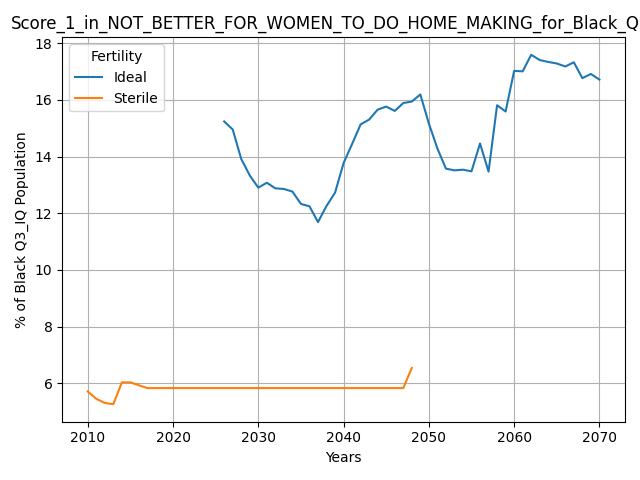 Score_1_in_NOT_BETTER_FOR_WOMEN_TO_DO_HOME_MAKING_for_Black_Q
Fertility
Ideal
Sterile
% of Black Q3_IQ Population
18
16
14
12
10
8
6
2010 2020 2030 2040 2050 2060 2070
Years